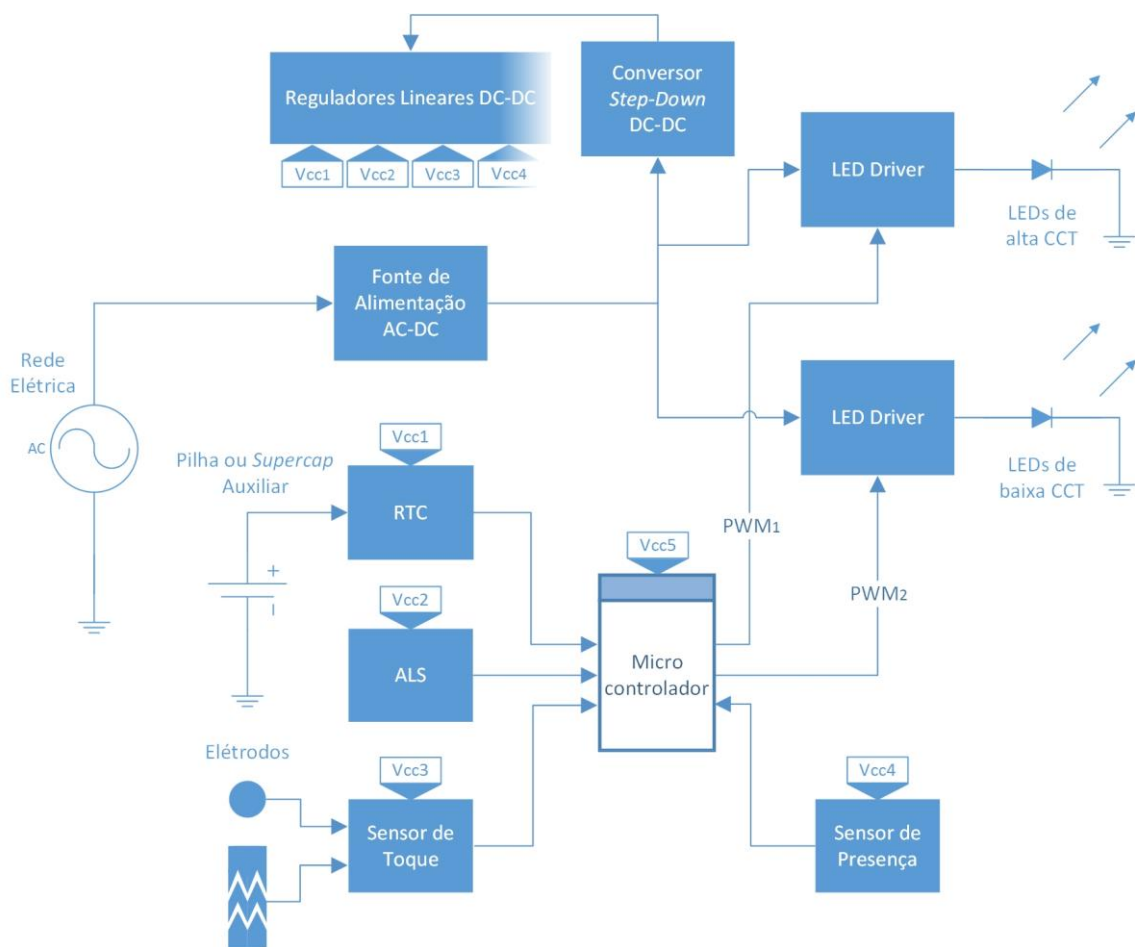 Reguladores Lineares DC-DC
Vcc1
Vcc2
Vcc3
Vcc4
Conversor
Step-Down
DC-DC
LED Driver
LEDs de
alta CCT
Fonte de
Alimentação
AC-DC
Rede
Elétrica
AC
LED Driver
LEDs de
baixa CCT
Pilha ou Supercap
Auxiliar
+
−
Vcc1
RTC
Vcc2
ALS
Vcc5
Micro
controlador
PWM1
PWM2
Elétrodos
Vcc3
Sensor de
Toque
Vcc4
Sensor de
Presença